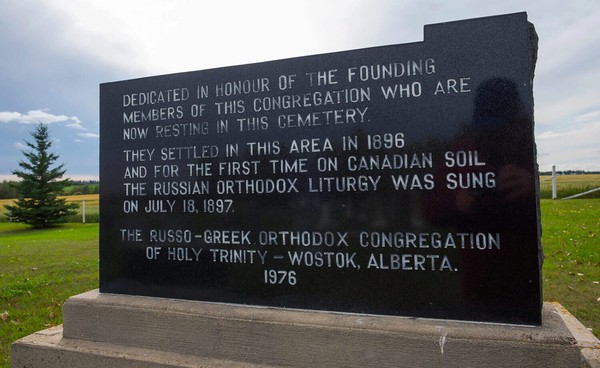 DEDICATED IN HONOUR OF THE FOUNDING
MEMBERS OF THIS CONGREGATION WHO ARE
NOW RESTING IN THIS CEMETERY.
THEY SETTLED IN THIS AREA IN 1896
AND FOR THE FIRST TIME ON CANADIAN SOIL
THE RUSSIAN ORTHODOX LITURGY WAS SUNG
ON JULY 18, 1897.
THE RUSSO-GREEK ORTHODOX CONGREGATION
OF HOLY TRINITY - WOSTOK, ALBERTA.
1976